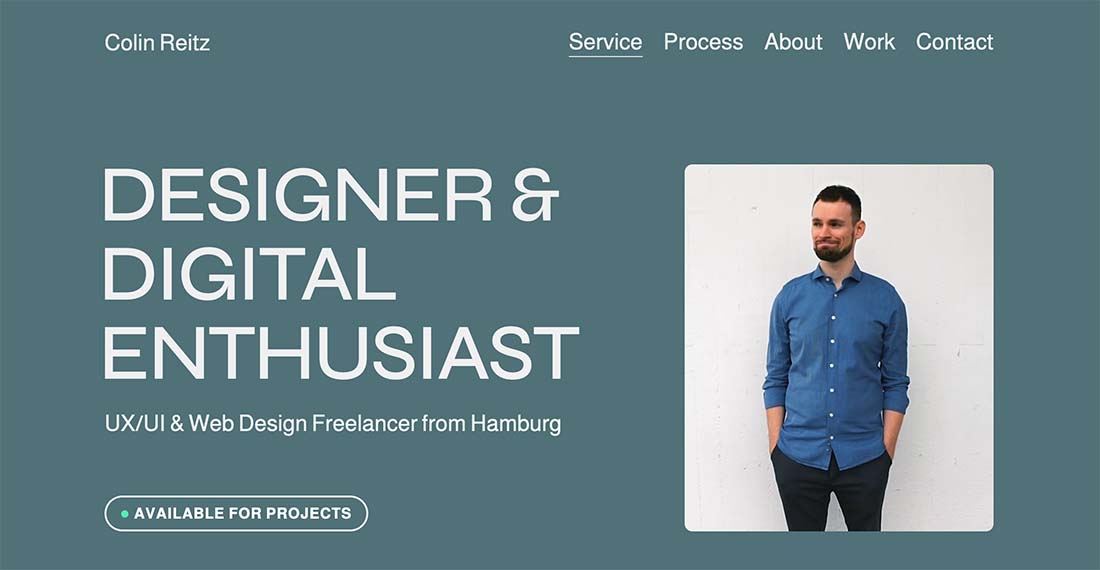 Colin Reitz
Service Process About Work Contact
DESIGNER &
DIGITAL
ENTHUSIAST
UX/UI & Web Design Freelancer from Hamburg
AVAILABLE FOR PROJECTS